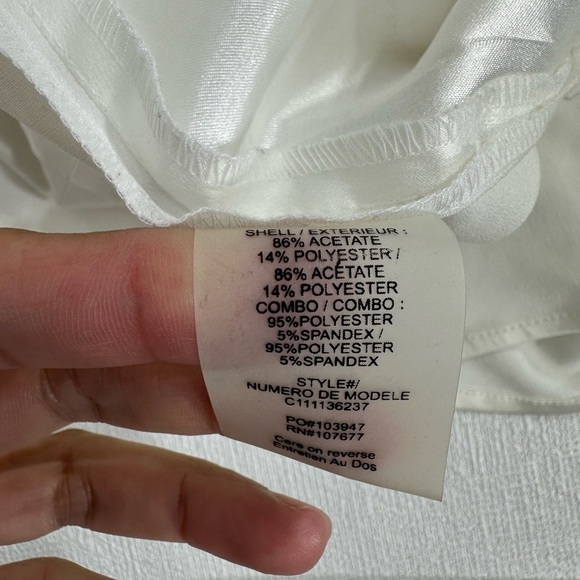 SHELL / EXTERIEUR :
86% ACETATE
14% POLYESTER /
86% ACETATE
14% POLYESTER
COMBO / COMBO :
95%POLYESTER
5%SPANDEX /
95%POLYESTER
5%SPANDEX
STYLE#/
NUMERO DE MODELE
C111136237
PO#103947
RN#107677
Care on reverse
Entretien Au Dos